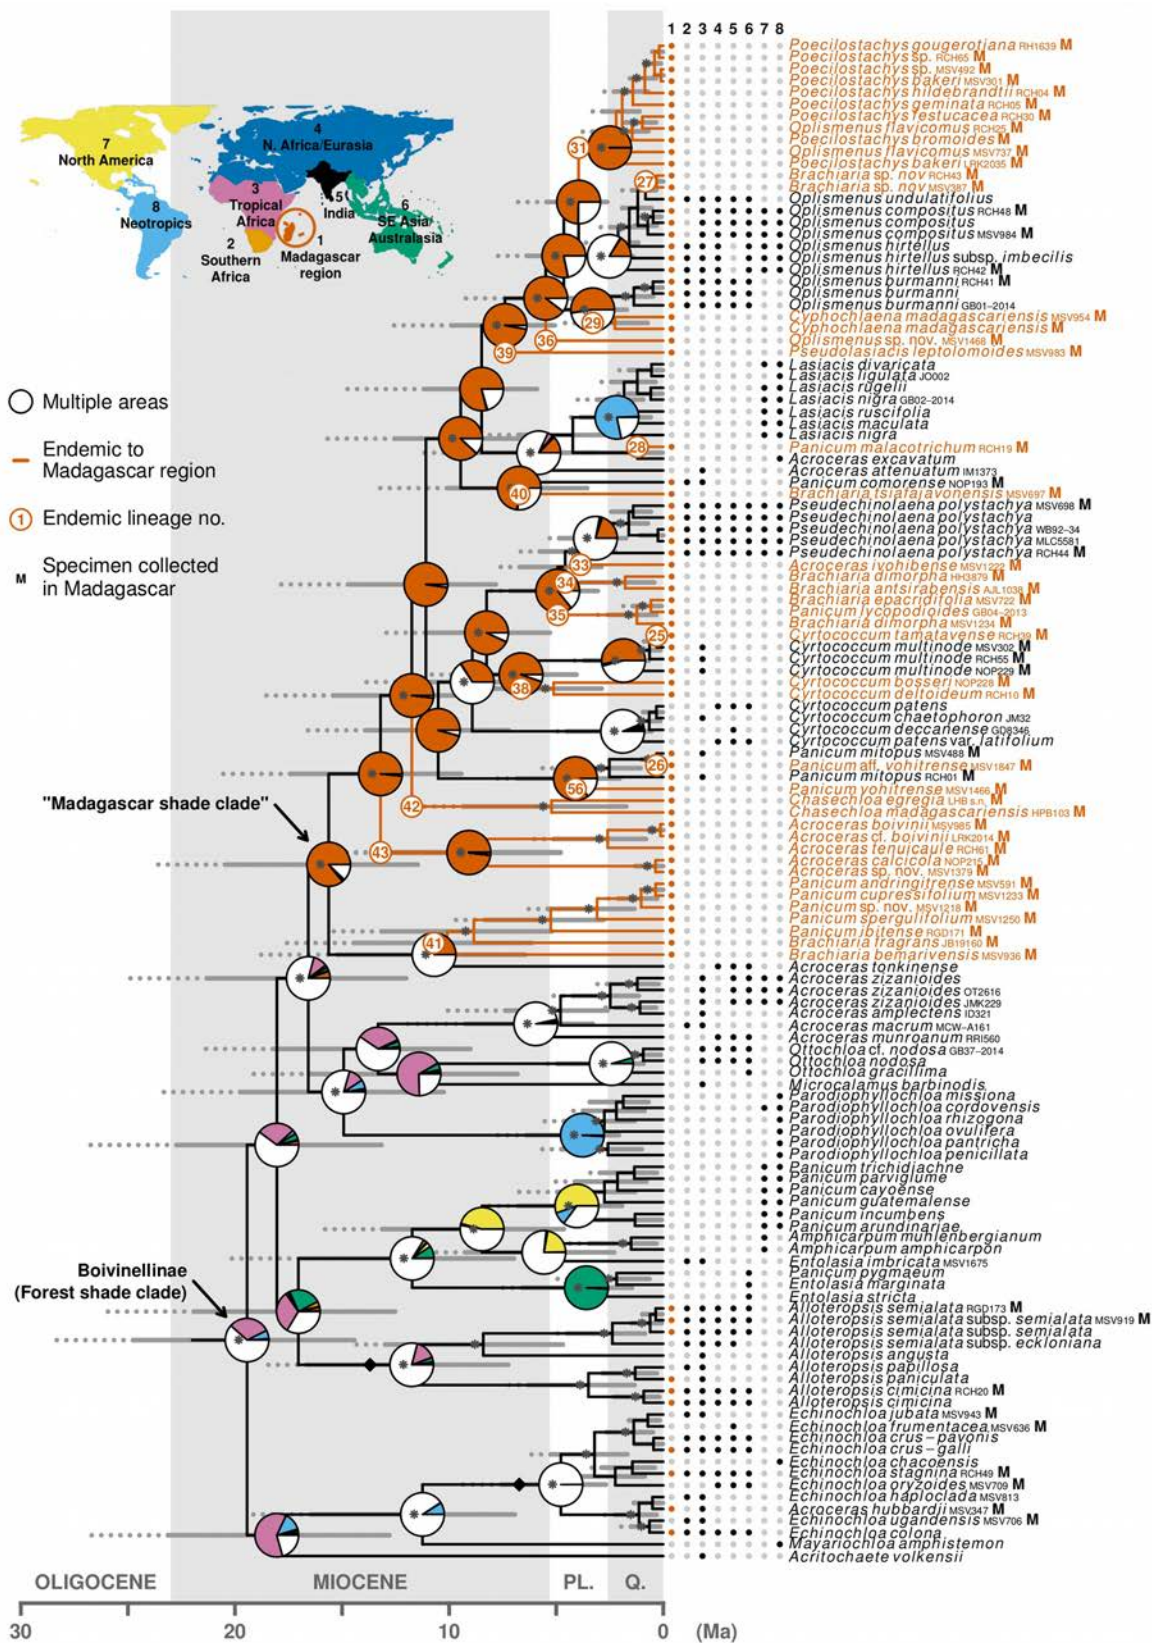 1 2 3 4 5 6 7 8
Poecilostachys gougerotiana RH1639 M
Poecilostachys sp. RCH65 M
Poecilostachys sp. MSV492 M
Poecilostachys bakeri MSV301 M
Poecilostachys hildebrandtii RCH04 M
Poecilostachys geminata RCH05 M
Poecilostachys festucacea RCH30 M
Oplismenus flavicomus RCH25 M
Poecilostachys bromoides M
Oplismenus flavicomus MSV737 M
Poecilostachys bakeri LRK2035 M
Brachiaria sp. nov RCH43 M
Brachiaria sp. nov MSV387 M
Oplismenus undulatifolius
Oplismenus compositus RCH48 M
Oplismenus compositus
Oplismenus compositus MSV984 M
Oplismenus hirtellus
Oplismenus hirtellus subsp. imbecilis
Oplismenus hirtellus RCH42 M
Oplismenus burmanni RCH41 M
Oplismenus burmanni
Oplismenus burmanni GB01-2014
Cyphochlaena madagascariensis MSV954 M
Cyphochlaena madagascariensis M
Oplismenus sp. nov. MSV1468 M
Pseudolasiacis leptolomoides MSV983 M
Lasiacis divaricata
Lasiacis ligulata JO002
Lasiacis rugelii
Lasiacis nigra GB02-2014
Lasiacis ruscifolia
Lasiacis maculata
Lasiacis nigra
Panicum malacotrichum RCH19 M
Acroceras excavatum
Acroceras attenuatum IM1373
Panicum comorense NOP193 M
Brachiaria tsiafajavonensis MSV697 M
Pseudechinolaena polystachya MSV698 M
Pseudechinolaena polystachya
Pseudechinolaena polystachya WB92-34
Pseudechinolaena polystachya MLC5581
Pseudechinolaena polystachya RCH44 M
Acroceras ivohibense MSV1222 M
Brachiaria dimorpha HH3879 M
Brachiaria antsirabensis AJL1038 M
Brachiaria epacridifolia MSV722 M
Panicum lycopodioides GB04-2013
Brachiaria dimorpha MSV1234 M
Cyrtococcum tamatavense RCH39 M
Cyrtococcum multinode MSV302 M
Cyrtococcum multinode RCH55 M
Cyrtococcum multinode NOP229 M
Cyrtococcum bosseri NOP228 M
Cyrtococcum deltoideum RCH10 M
Cyrtococcum patens
Cyrtococcum chaetophoron JM32
Cyrtococcum deccanense GD8346
Cyrtococcum patens var. latifolium
Panicum mitopus MSV488 M
Panicum aff. vohitrense MSV1847 M
Panicum mitopus RCH01 M
Panicum vohitrense MSV1466 M
Chasechloa egregia LHB s.n. M
Chasechloa madagascariensis HPB103 M
Acroceras boivinii MSV985 M
Acroceras cf. boivinii LRK2014 M
Acroceras tenuicaule RCH61 M
Acroceras calcicola NOP215 M
Acroceras sp. nov. MSV1379 M
Panicum andringitrense MSV591 M
Panicum cupressifolium MSV1233 M
Panicum sp. nov. MSV1218 M
Panicum spergulifolium MSV1250 M
Panicum ibitense RGD171 M
Brachiaria fragrans JB19160 M
Brachiaria bemarivensis MSV936 M
Acroceras tonkinense
Acroceras zizanioides
Acroceras zizanioides OT2616
Acroceras zizanioides JMK229
Acroceras amplectens ID321
Acroceras macrum MCW-A161
Acroceras munroanum RRI560
Ottochloa cf. nodosa GB37-2014
Ottochloa nodosa
Ottochloa gracillima
Microcalamus barbinodis
Parodiophyllochloa missiona
Parodiophyllochloa cordovensis
Parodiophyllochloa rhizogona
Parodiophyllochloa ovulifera
Parodiophyllochloa pantricha
Parodiophyllochloa penicillata
Panicum trichidiachne
Panicum parviglume
Panicum cayoense
Panicum guatemalense
Panicum incumbens
Panicum arundinariae
Amphicarpum muhlenbergianum
Amphicarpum amphicarpon
Entolasia imbricata MSV1675
Panicum pygmaeum
Entolasia marginata
Entolasia stricta
Alloteropsis semialata RGD173 M
Alloteropsis semialata subsp. semialata MSV919 M
Alloteropsis semialata subsp. semialata
Alloteropsis semialata subsp. eckloniana
Alloteropsis angusta
Alloteropsis papillosa
Alloteropsis paniculata
Alloteropsis cimicina RCH20 M
Alloteropsis cimicina
Echinochloa jubata MSV943 M
Echinochloa frumentacea MSV636 M
Echinochloa crus-pavonis
Echinochloa crus-galli
Echinochloa chacoensis
Echinochloa stagnina RCH49 M
Echinochloa oryzoides MSV709 M
Echinochloa haploclada MSV813
Acroceras hubbardii MSV347 M
Echinochloa ugandensis MSV706 M
Echinochloa colona
Mayariochloa amphistemon
Acritochaete volkensii
7
North America
4
N. Africa/Eurasia
8
Neotropics
3
Tropical
Africa
5
India
6
SE Asia/
Australasia
2
Southern
Africa
1
Madagascar
region
Multiple areas
Endemic to
Madagascar region
1 Endemic lineage no.
M Specimen collected
in Madagascar
31
27
29
36
39
28
40
33
34
35
25
38
26
56
42
43
41
"Madagascar shade clade"
Boivinellinae
(Forest shade clade)
OLIGOCENE MIOCENE PL. Q.
30 20 10 0 (Ma)